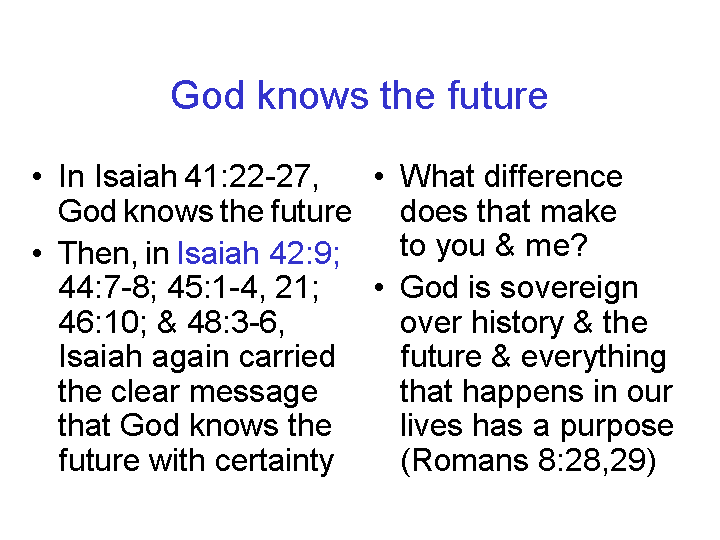 God knows the future
• In Isaiah 41:22-27,
God knows the future
• Then, in Isaiah 42:9;
44:7-8; 45:1-4, 21;
46:10; & 48:3-6,
Isaiah again carried
the clear message
that God knows the
future with certainty
• What difference
does that make
to you & me?
• God is sovereign
over history & the
future & everything
that happens in our
lives has a purpose
(Romans 8:28,29)